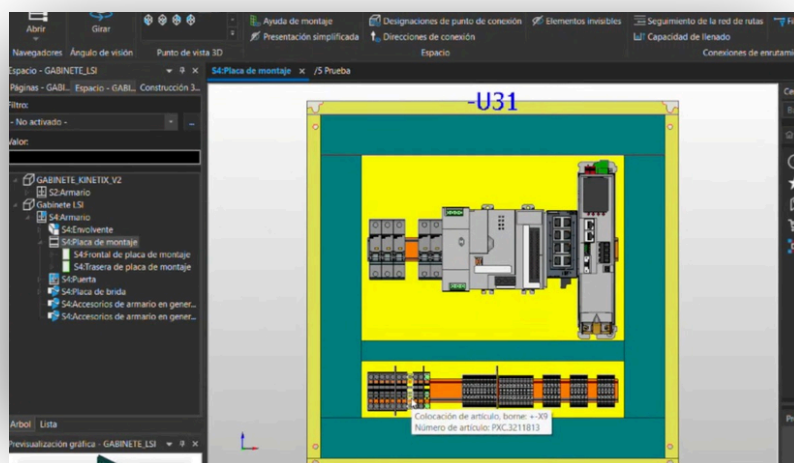 Abrir
Girar
Ayuda de montaje
Presentación simplificada
Designaciones de punto de conexión
Direcciones de conexión
Elementos invisibles
Seguimiento de la red de rutas
Capacidad de llenado
Navegadores
Ángulo de visión
Punto de vista 3D
Espacio
Conexiones de enrutami
Espacio - GABINETE_LSI
S4:Placa de montaje
/5 Prueba
Páginas - GABI...
Espacio - GABI...
Construcción 3...
Filtro:
- No activado -
Valor:
GABINETE_KINETIX_V2
S2:Armario
Gabinete LSI
S4:Armario
S4:Envolvente
S4:Placa de montaje
S4:Frontal de placa de montaje
S4:Trasera de placa de montaje
S4:Puerta
S4:Placa de brida
S4:Accesorios de armario en gener...
S4:Accesorios de armario en gener...
-U31
Colocación de artículo, borne: +-X9
Número de artículo: PXC.3211813
Árbol
Lista
Previsualización gráfica - GABINETE_LSI